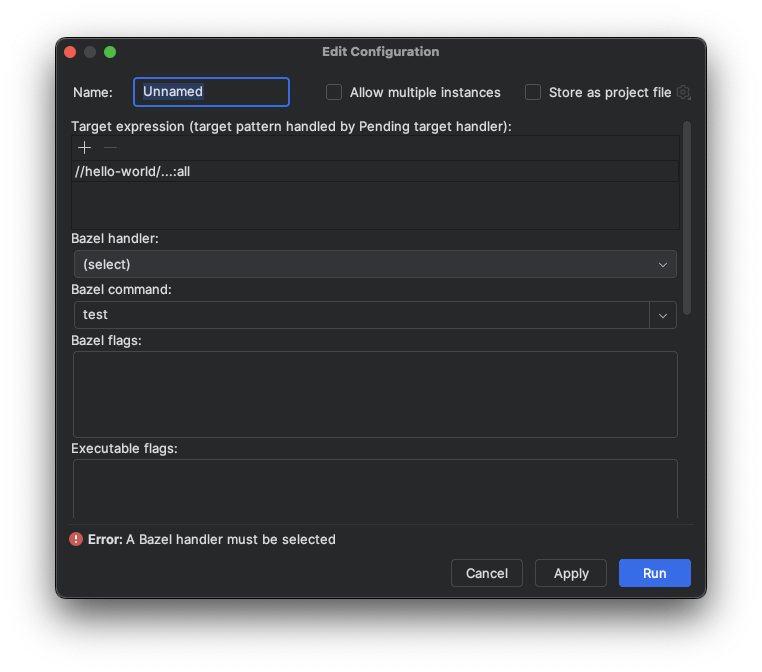 Edit Configuration
Name: Unnamed Allow multiple instances Store as project file
Target expression (target pattern handled by Pending target handler):
//hello-world/...:all
Bazel handler:
(select)
Bazel command:
test
Bazel flags:
Executable flags:
Error: A Bazel handler must be selected
Cancel Apply Run